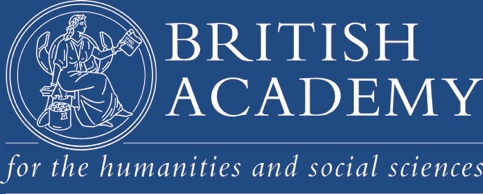 BRITISH
ACADEMY
for the humanities and social sciences